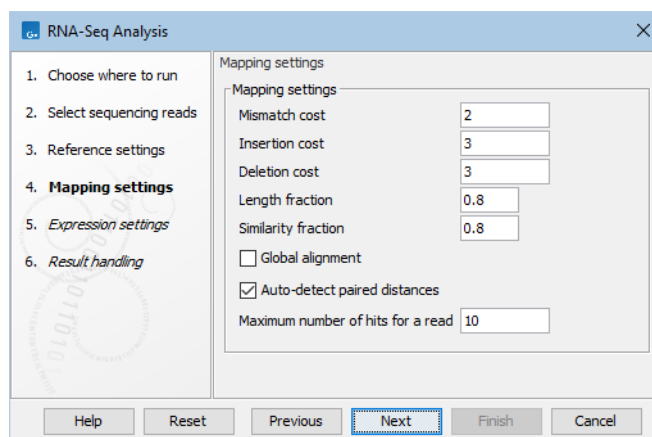 RNA-Seq Analysis
1. Choose where to run
2. Select sequencing reads
3. Reference settings
4. Mapping settings
5. Expression settings
6. Result handling
Mapping settings
Mapping settings
Mismatch cost 2
Insertion cost 3
Deletion cost 3
Length fraction 0.8
Similarity fraction 0.8
Global alignment
Auto-detect paired distances
Maximum number of hits for a read 10
Help Reset Previous Next Finish Cancel